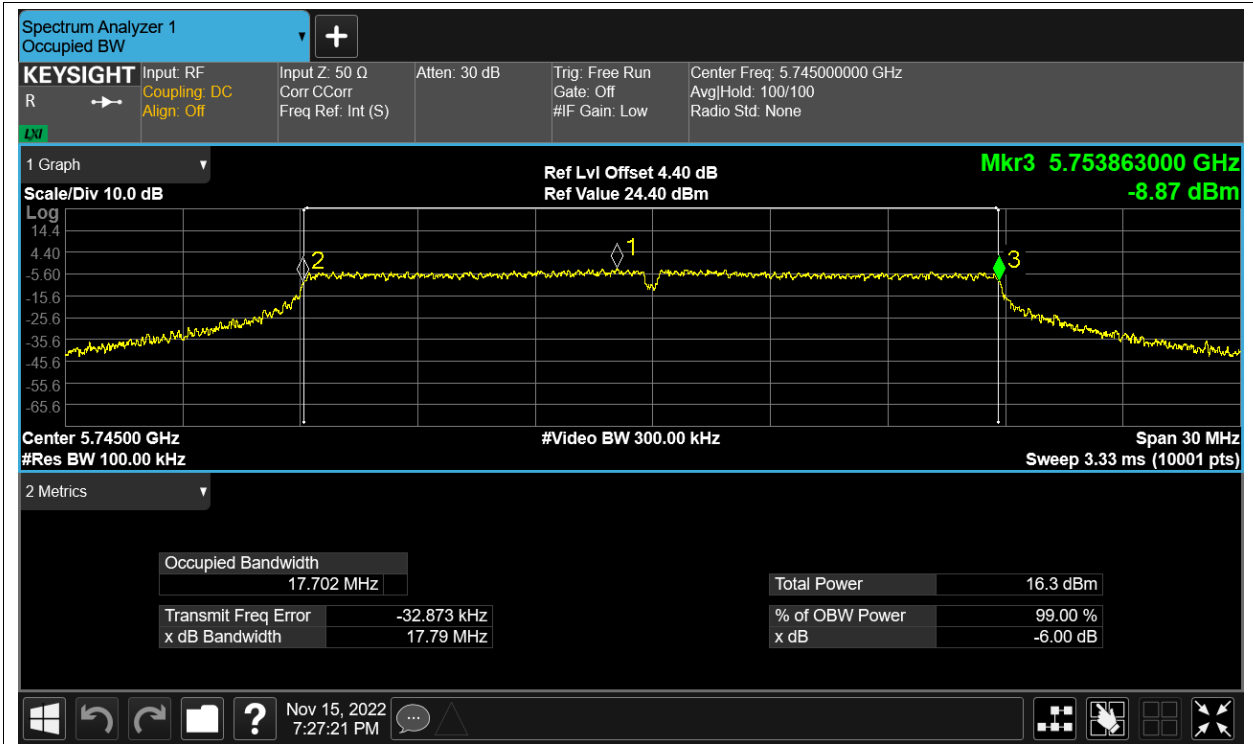 Spectrum Analyzer 1
Occupied BW
KEYSIGHT
R
LXI
Input: RF
Coupling: DC
Align: Off
Input Z: 50 Ω
Corr CCorr
Freq Ref: Int (S)
Atten: 30 dB
Trig: Free Run
Gate: Off
#IF Gain: Low
Center Freq: 5.745000000 GHz
Avg|Hold: 100/100
Radio Std: None
1 Graph
Scale/Div 10.0 dB
Ref Lvl Offset 4.40 dB
Ref Value 24.40 dBm
Mkr3 5.753863000 GHz
-8.87 dBm
Log
14.4
4.40
-5.60
-15.6
-25.6
-35.6
-45.6
-55.6
-65.6
2
1
3
Center 5.74500 GHz
#Res BW 100.00 kHz
#Video BW 300.00 kHz
Span 30 MHz
Sweep 3.33 ms (10001 pts)
2 Metrics
Occupied Bandwidth
17.702 MHz
Transmit Freq Error -32.873 kHz
x dB Bandwidth 17.79 MHz
Total Power 16.3 dBm
% of OBW Power 99.00 %
x dB -6.00 dB
?
Nov 15, 2022
7:27:21 PM